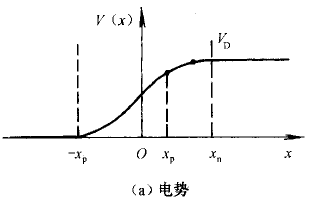 V（x）
V_D
-x_p O x_p x_n x
（a）电势